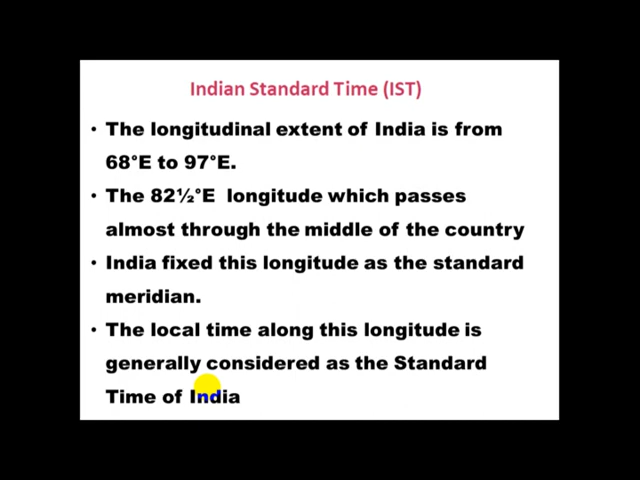 Indian Standard Time (IST)
• The longitudinal extent of India is from
68°E to 97°E.
• The 82½°E longitude which passes
almost through the middle of the country
• India fixed this longitude as the standard
meridian.
• The local time along this longitude is
generally considered as the Standard
Time of India